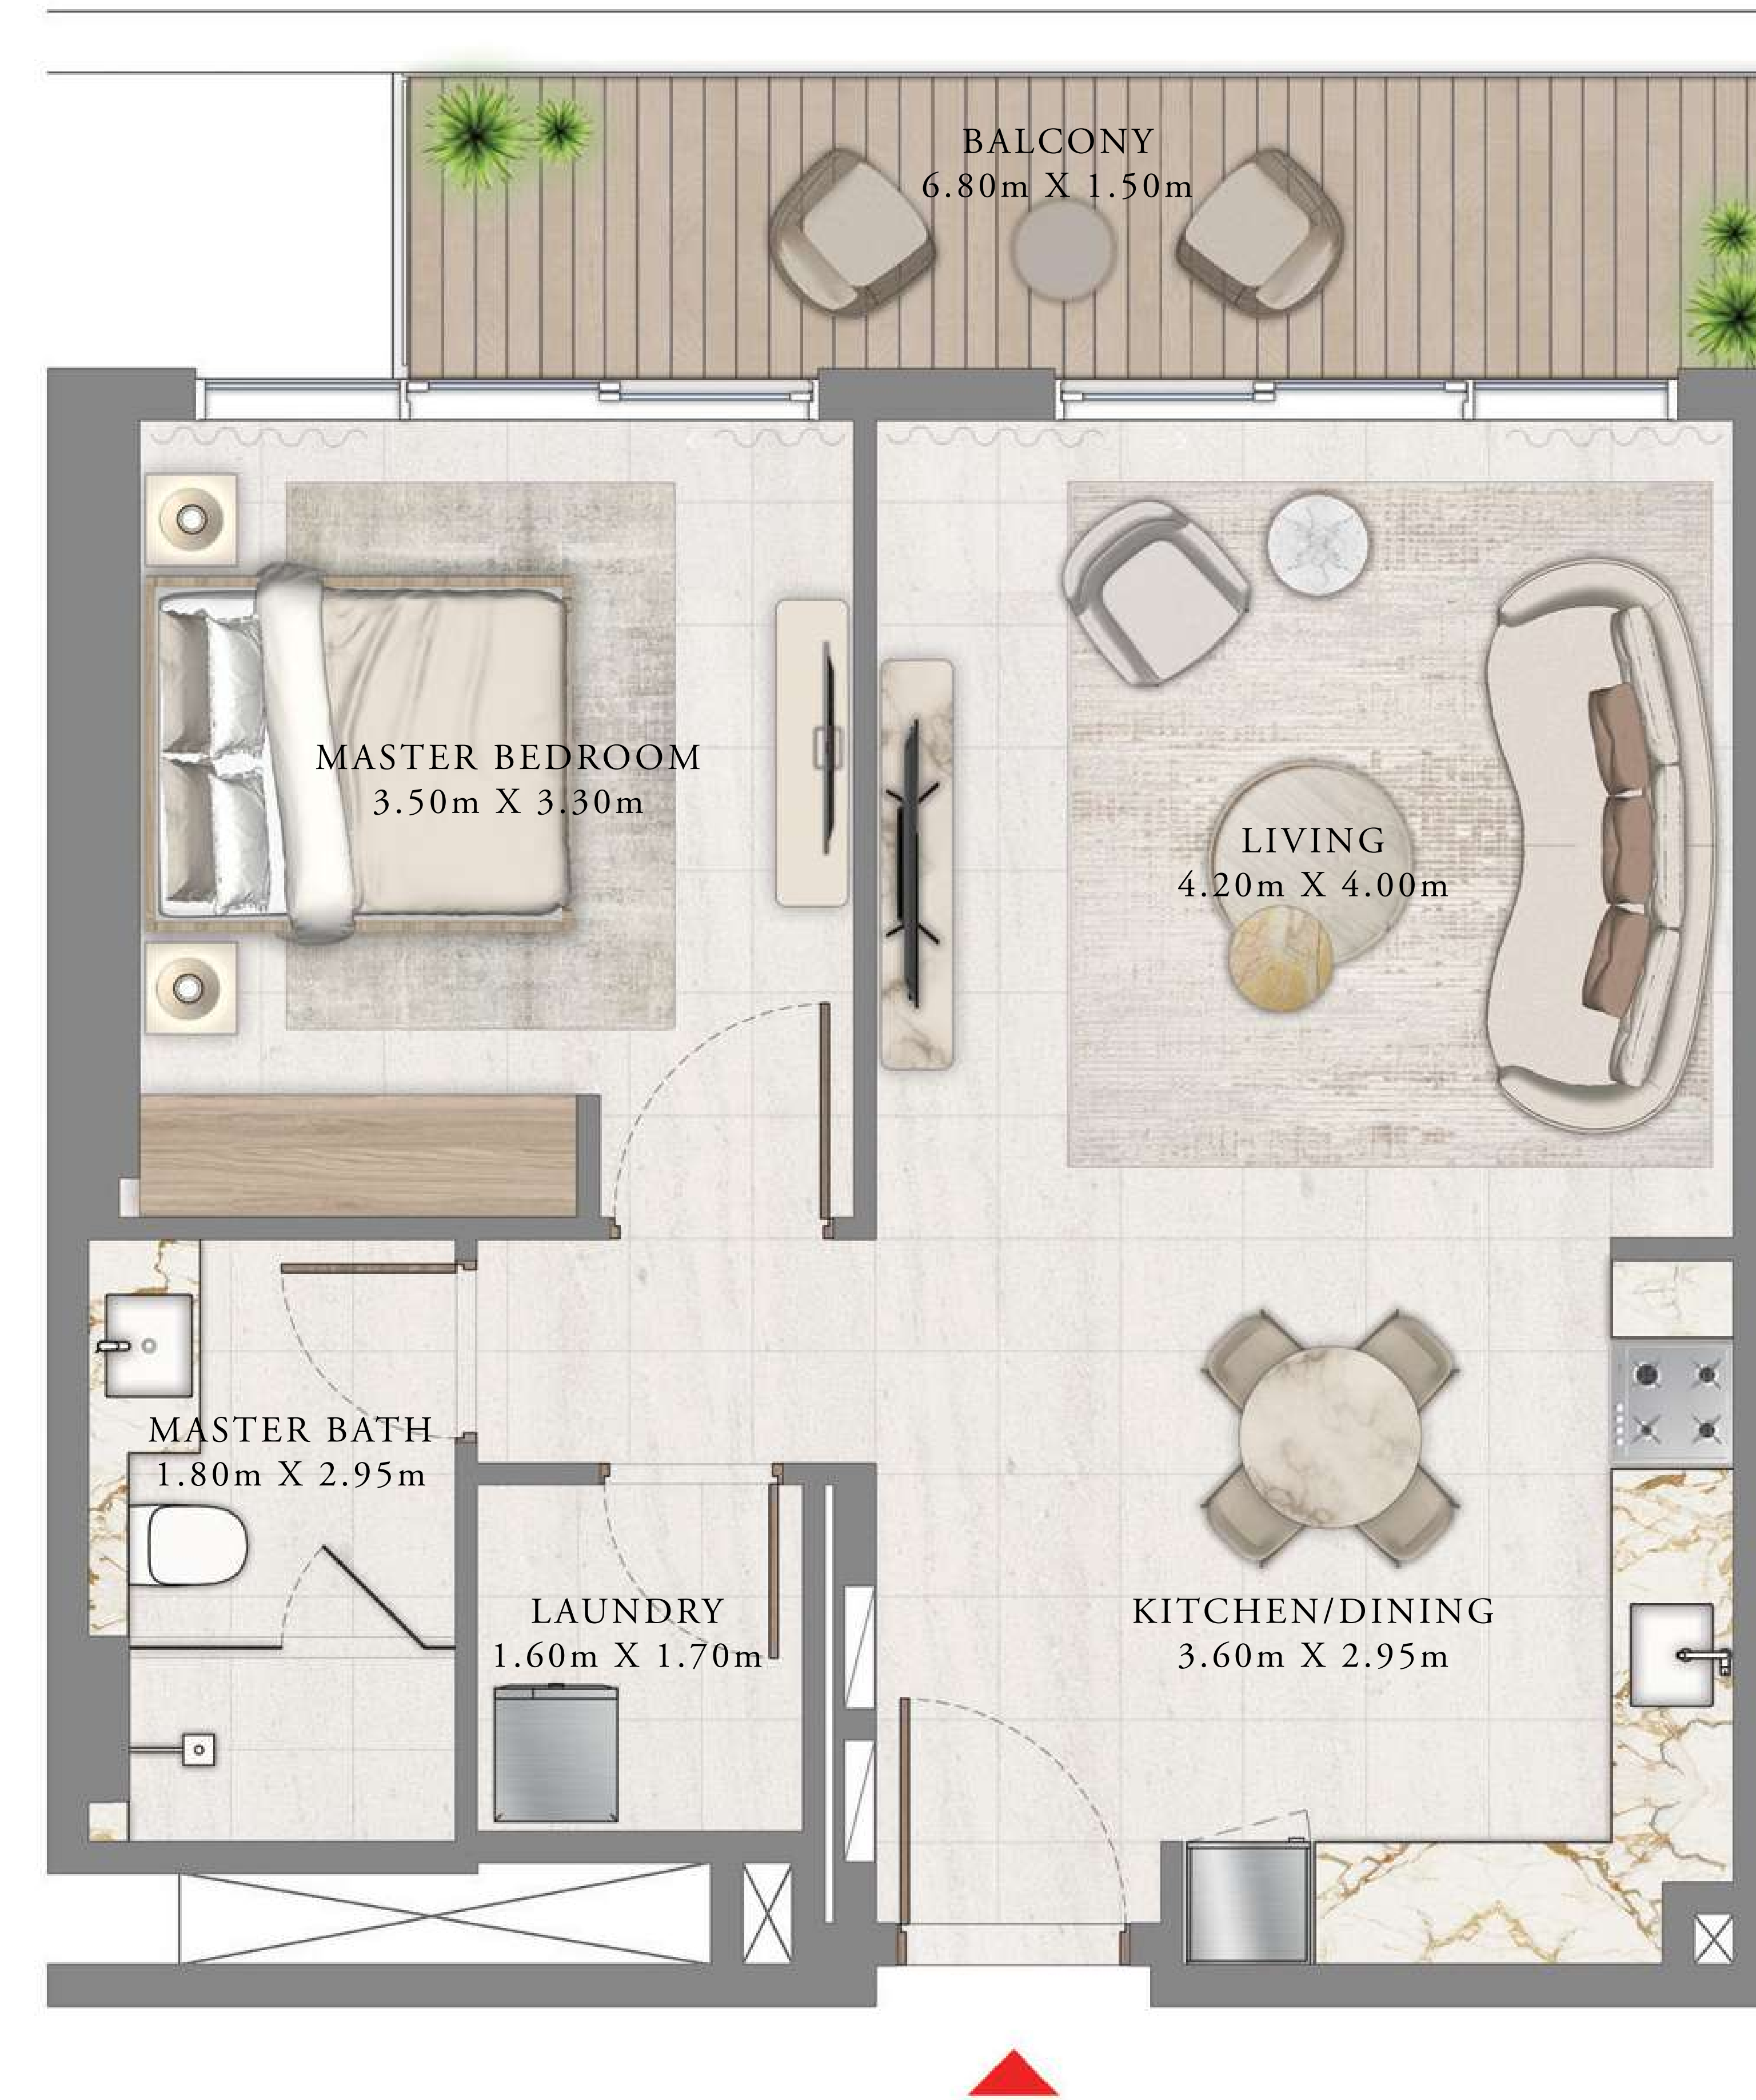 BALCONY
6.80m X 1.50m
MASTER BEDROOM
3.50m X 3.30m
LIVING
4.20m X 4.00m
MASTER BATH
1.80m X 2.95m
LAUNDRY
1.60m X 1.70m
KITCHEN/DINING
3.60m X 2.95m